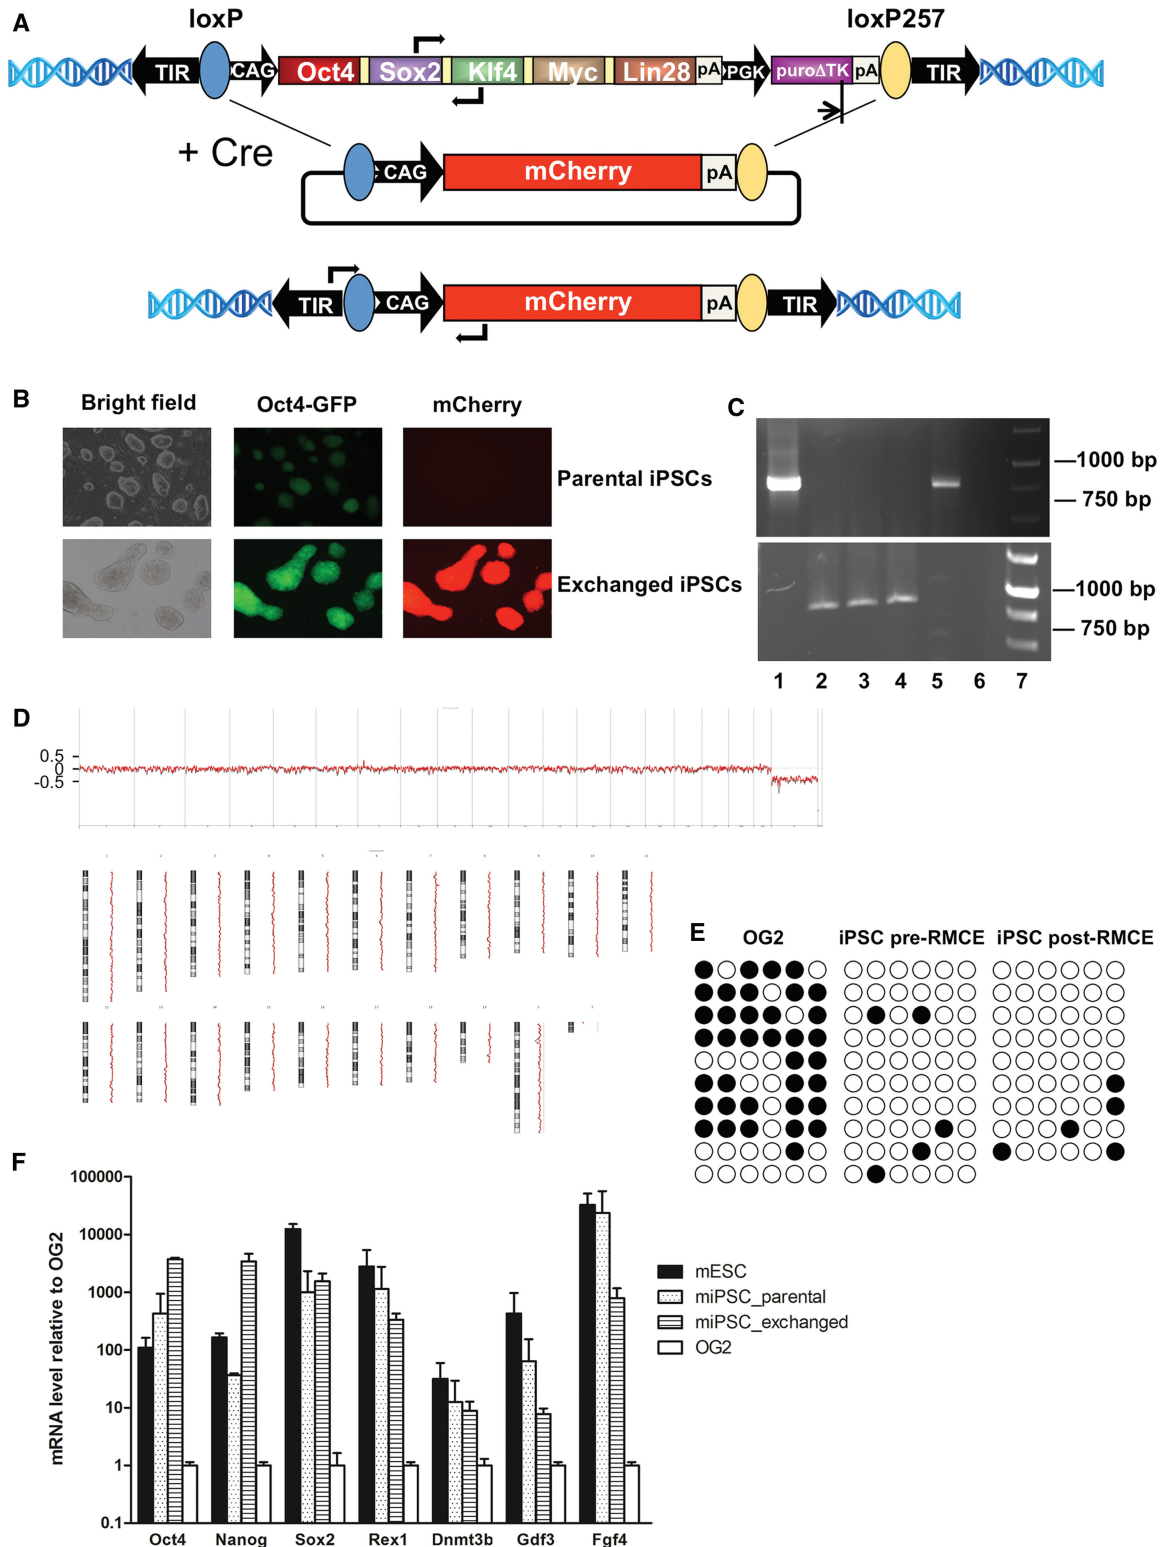 A
loxP
loxP257
TIR
CAG
Oct4
Sox2
Klf4
Myc
Lin28
pA
PGK
puroΔTK
pA
TIR
+ Cre
CAG
mCherry
pA
TIR
CAG
mCherry
pA
TIR
B
Bright field
Oct4-GFP
mCherry
Parental iPSCs
Exchanged iPSCs
C
1000 bp
750 bp
1000 bp
750 bp
1 2 3 4 5 6 7
D
0.5
0
-0.5
E
OG2
iPSC pre-RMCE
iPSC post-RMCE
F
mRNA level relative to OG2
100000
10000
1000
100
10
1
0.1
Oct4
Nanog
Sox2
Rex1
Dnmt3b
Gdf3
Fgf4
mESC
miPSC_parental
miPSC_exchanged
OG2